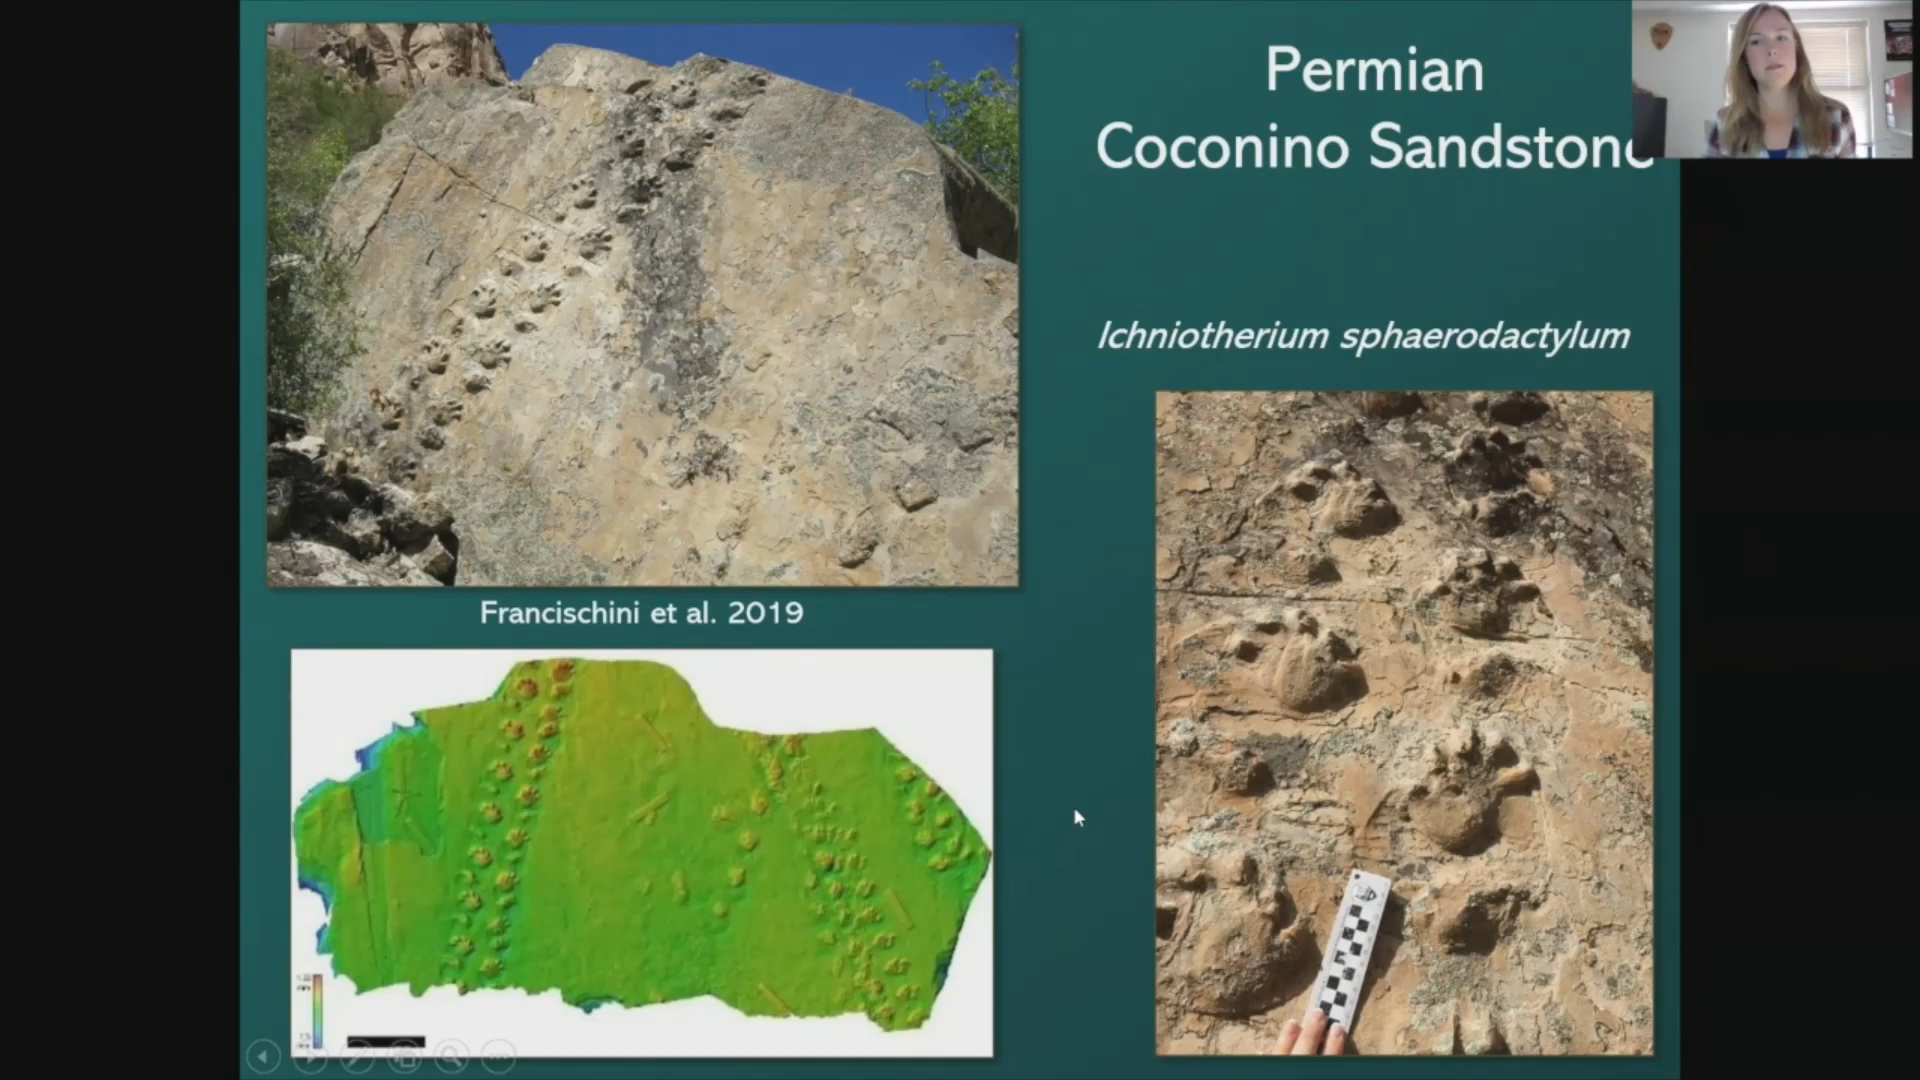 Permian
Coconino Sandstone
Ichniotherium sphaerodactylum
Francischini et al. 2019